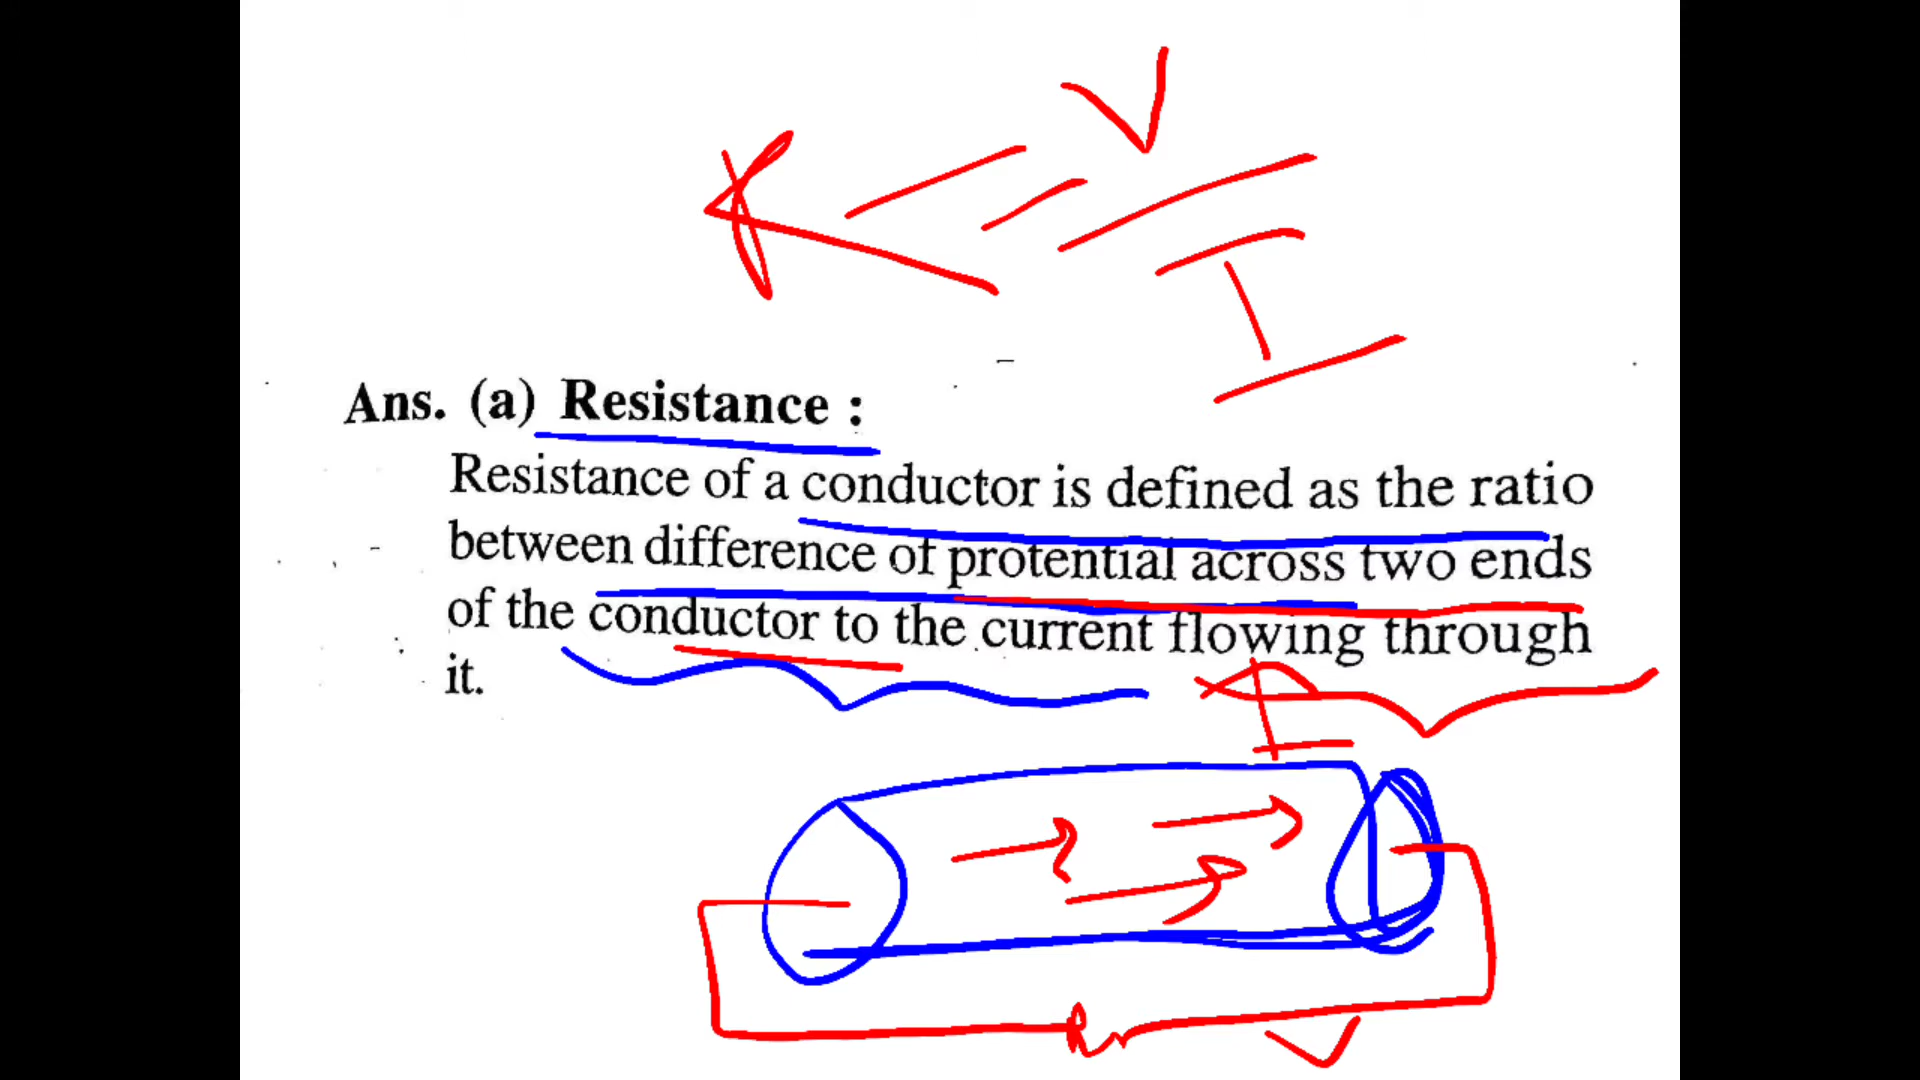 R = V
I
Ans. (a) Resistance :
Resistance of a conductor is defined as the ratio
between difference of protential across two ends
of the conductor to the current flowing through
it.
I
V